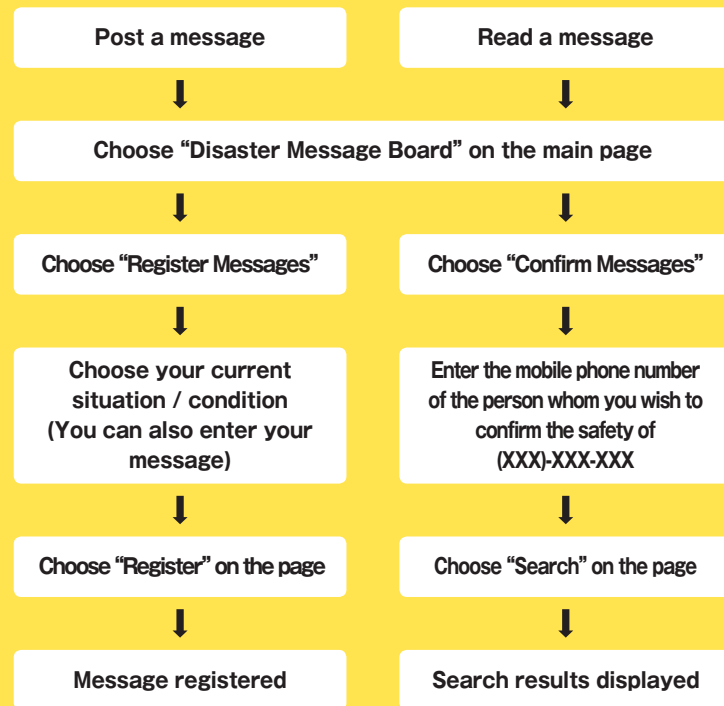 Post a message
Read a message
Choose “Disaster Message Board” on the main page
Choose “Register Messages”
Choose “Confirm Messages”
Choose your current
situation / condition
(You can also enter your
message)
Enter the mobile phone number
of the person whom you wish to
confirm the safety of
(XXX)-XXX-XXX
Choose “Register” on the page
Choose “Search” on the page
Message registered
Search results displayed